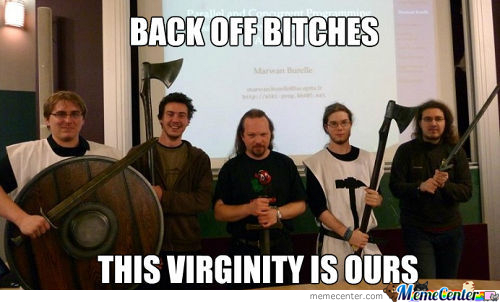 BACK OFF BITCHES
Parallel and Concurrent Programming
Marwan Burelle
THIS VIRGINITY IS OURS
memecenter.com
MemeCenter